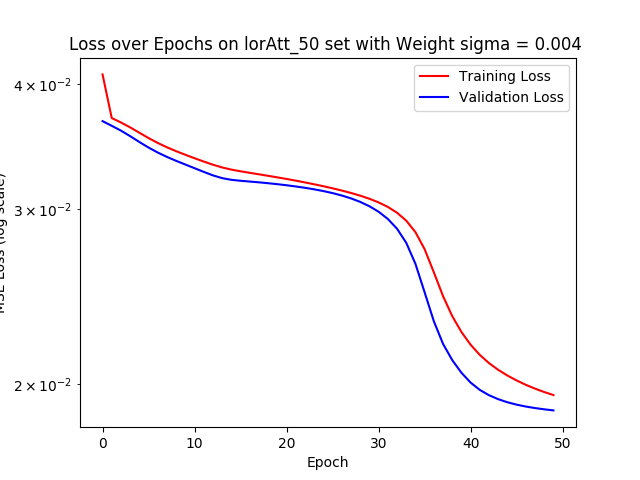 Loss over Epochs on lorAtt_50 set with Weight sigma = 0.004
Training Loss
Validation Loss
4 × 10⁻²
3 × 10⁻²
2 × 10⁻²
MSE Loss (log scale)
0 10 20 30 40 50
Epoch